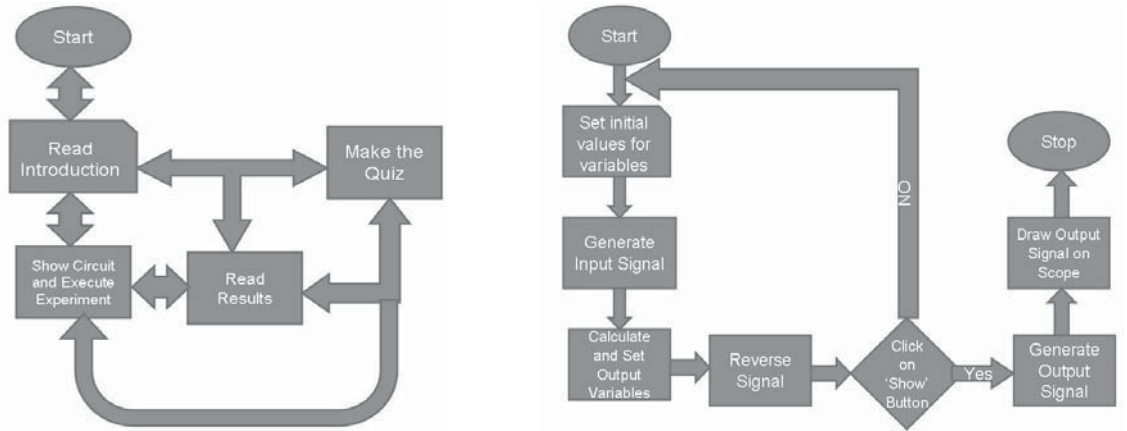 Start
Read
Introduction
Make the
Quiz
Show Circuit
and Execute
Experiment
Read
Results
Start
Set initial
values for
variables
Generate
Input Signal
Calculate
and Set
Output
Variables
Reverse
Signal
Click
on
‘Show’
Button
NO
Yes
Generate
Output
Signal
Draw Output
Signal on
Scope
Stop